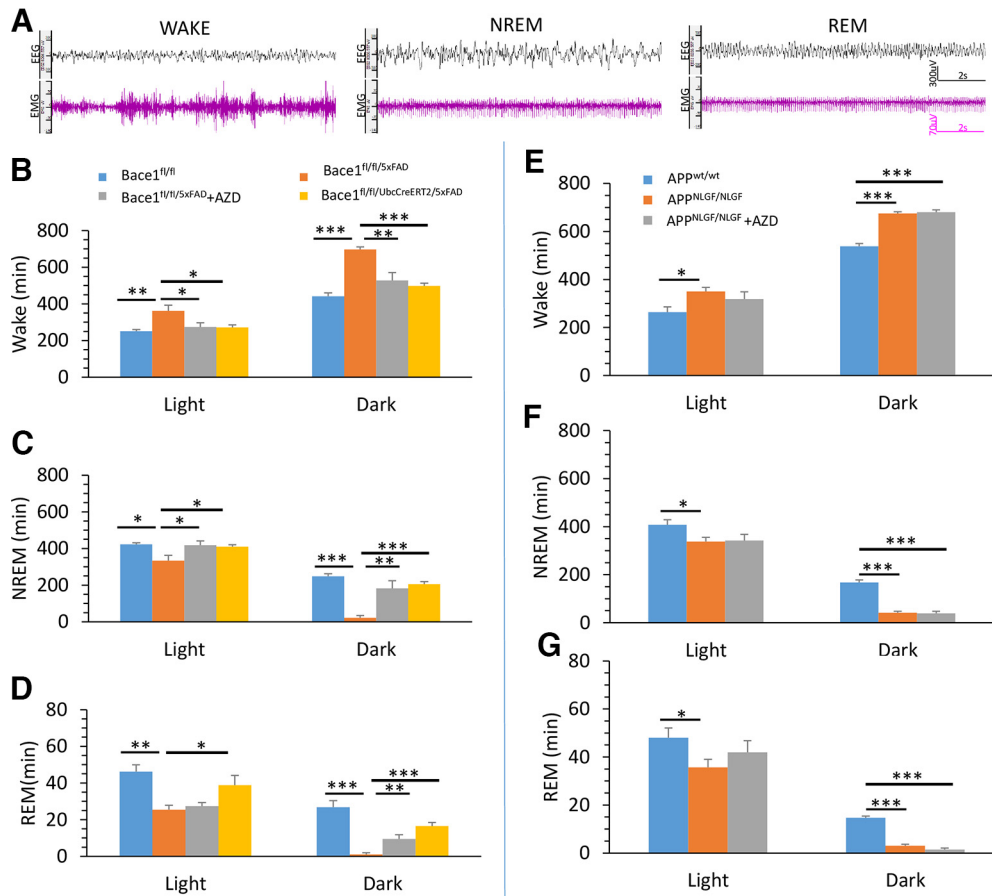 A
WAKE
NREM
REM
EEG
EMG
EEG
EMG
EEG
EMG
300uV
2s
70uV
2s
B
Bace1fl/fl
Bace1fl/fl/5xFAD
Bace1fl/fl/5xFAD+AZD
Bace1fl/fl/UbcCreERT2/5xFAD
Wake (min)
800
600
400
200
0
** * *
*** ** ***
Light
Dark
C
NREM (min)
800
600
400
200
0
* * *
*** ** ***
Light
Dark
D
REM(min)
80
60
40
20
0
** *
*** ** ***
Light
Dark
E
APPwt/wt
APPNLGF/NLGF
APPNLGF/NLGF +AZD
Wake (min)
800
600
400
200
0
*
*** ***
Light
Dark
F
NREM (min)
800
600
400
200
0
*
*** ***
Light
Dark
G
REM (min)
80
60
40
20
0
*
*** ***
Light
Dark